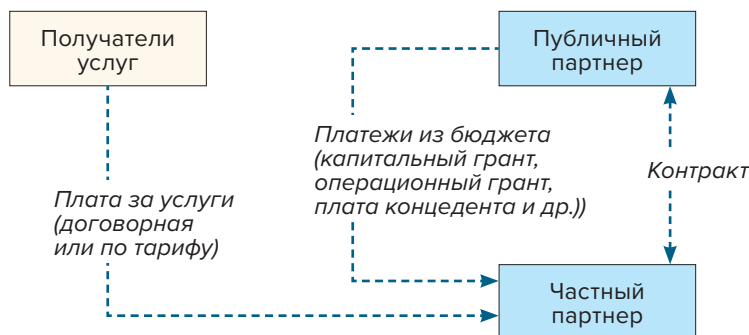 Получатели
услуг
Публичный
партнер
Платежи из бюджета
(капитальный грант,
операционный грант,
плата концедента и др.))
Контракт
Плата за услуги
(договорная
или по тарифу)
Частный
партнер